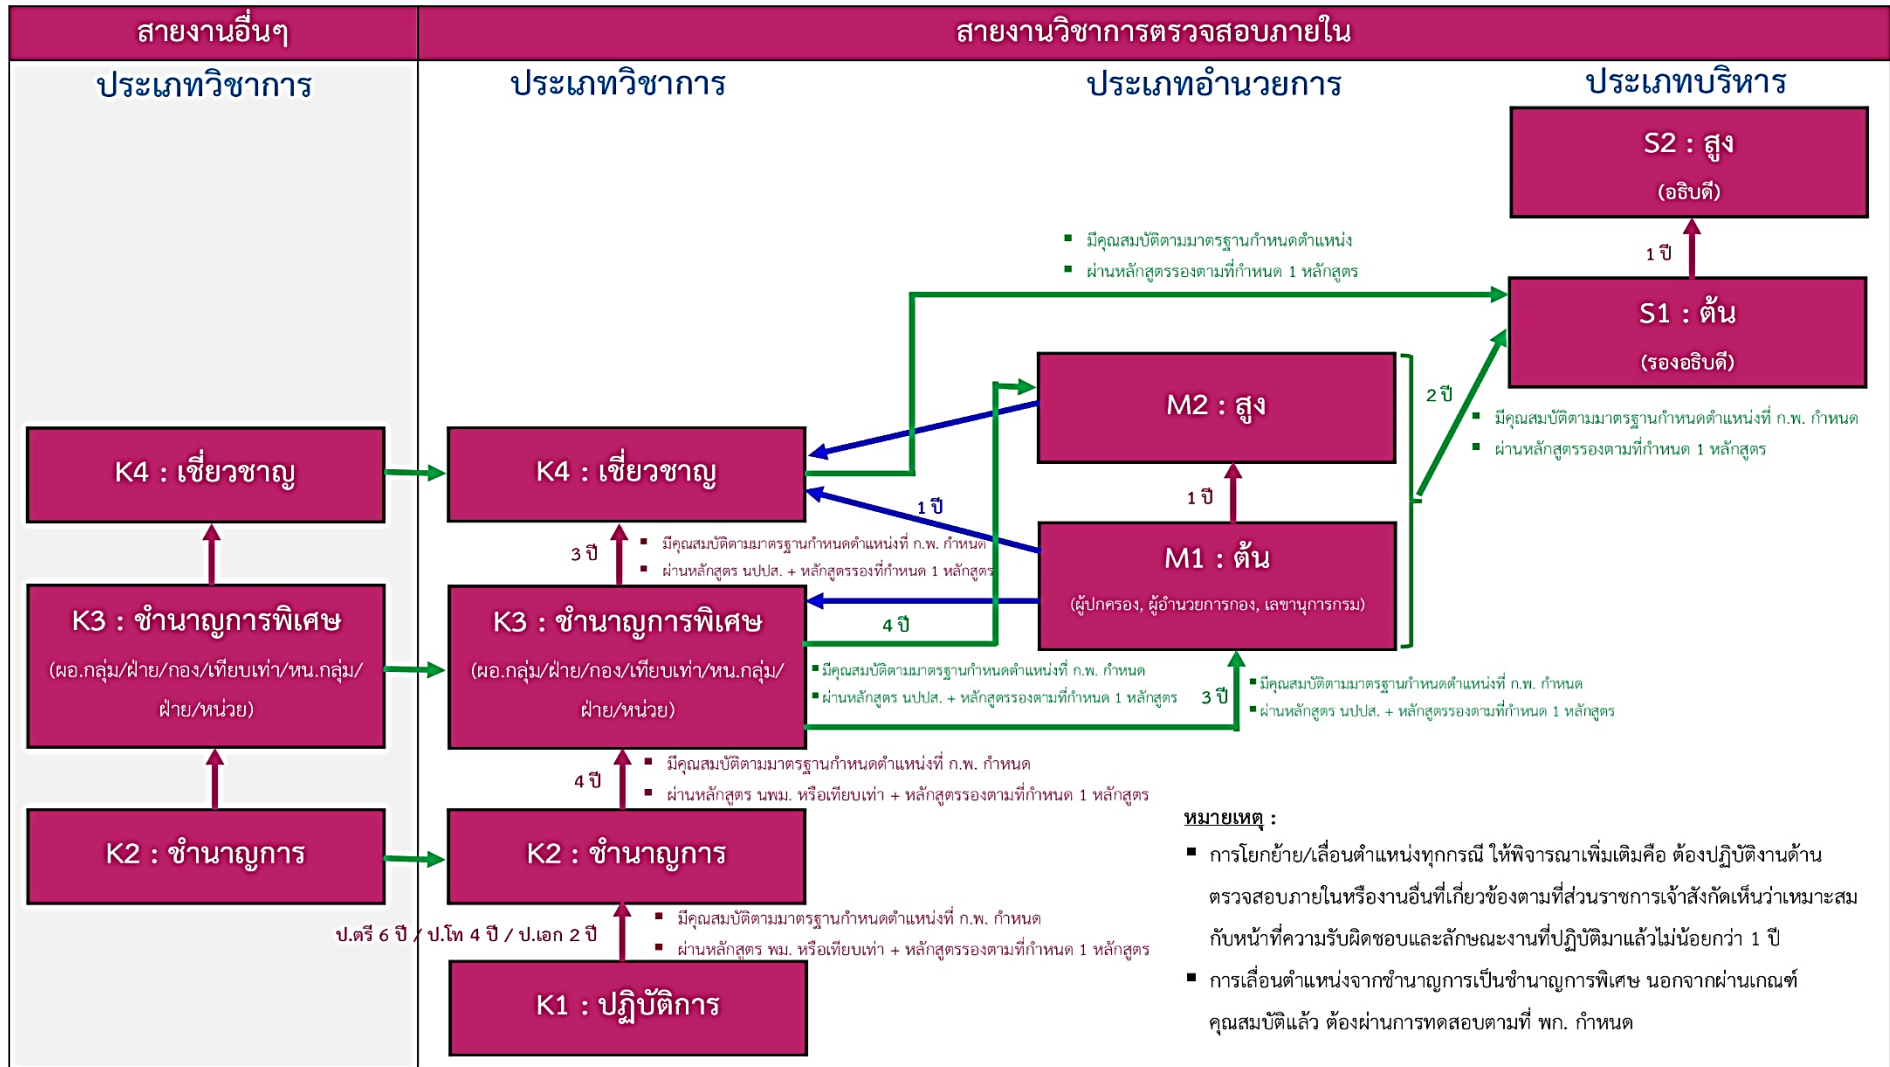 สายงานอื่นๆ
สายงานวิชาการตรวจสอบภายใน
ประเภทวิชาการ
ประเภทวิชาการ
ประเภทอำนวยการ
ประเภทบริหาร
S2 : สูง
(อธิบดี)
1 ปี
S1 : ต้น
(รองอธิบดี)
▪ มีคุณสมบัติตามมาตรฐานกำหนดตำแหน่ง
▪ ผ่านหลักสูตรรองตามที่กำหนด 1 หลักสูตร
2 ปี
▪ มีคุณสมบัติตามมาตรฐานกำหนดตำแหน่งที่ ก.พ. กำหนด
▪ ผ่านหลักสูตรรองตามที่กำหนด 1 หลักสูตร
M2 : สูง
1 ปี
M1 : ต้น
(ผู้ปกครอง, ผู้อำนวยการกอง, เลขานุการกรม)
K4 : เชี่ยวชาญ
K4 : เชี่ยวชาญ
1 ปี
3 ปี
▪ มีคุณสมบัติตามมาตรฐานกำหนดตำแหน่งที่ ก.พ. กำหนด
▪ ผ่านหลักสูตร นปปส. + หลักสูตรรองที่กำหนด 1 หลักสูตร
K3 : ชำนาญการพิเศษ
(ผอ.กลุ่ม/ฝ่าย/กอง/เทียบเท่า/หน.กลุ่ม/
ฝ่าย/หน่วย)
K3 : ชำนาญการพิเศษ
(ผอ.กลุ่ม/ฝ่าย/กอง/เทียบเท่า/หน.กลุ่ม/
ฝ่าย/หน่วย)
4 ปี
▪ มีคุณสมบัติตามมาตรฐานกำหนดตำแหน่งที่ ก.พ. กำหนด
▪ ผ่านหลักสูตร นปปส. + หลักสูตรรองตามที่กำหนด 1 หลักสูตร
3 ปี
▪ มีคุณสมบัติตามมาตรฐานกำหนดตำแหน่งที่ ก.พ. กำหนด
▪ ผ่านหลักสูตร นปปส. + หลักสูตรรองตามที่กำหนด 1 หลักสูตร
4 ปี
▪ มีคุณสมบัติตามมาตรฐานกำหนดตำแหน่งที่ ก.พ. กำหนด
▪ ผ่านหลักสูตร นพม. หรือเทียบเท่า + หลักสูตรรองตามที่กำหนด 1 หลักสูตร
K2 : ชำนาญการ
K2 : ชำนาญการ
ป.ตรี 6 ปี / ป.โท 4 ปี / ป.เอก 2 ปี
▪ มีคุณสมบัติตามมาตรฐานกำหนดตำแหน่งที่ ก.พ. กำหนด
▪ ผ่านหลักสูตร พม. หรือเทียบเท่า + หลักสูตรรองตามที่กำหนด 1 หลักสูตร
K1 : ปฏิบัติการ
หมายเหตุ :
▪ การโยกย้าย/เลื่อนตำแหน่งทุกกรณี ให้พิจารณาเพิ่มเติมคือ ต้องปฏิบัติงานด้าน
ตรวจสอบภายในหรืองานอื่นที่เกี่ยวข้องตามที่ส่วนราชการเจ้าสังกัดเห็นว่าเหมาะสม
กับหน้าที่ความรับผิดชอบและลักษณะงานที่ปฏิบัติมาแล้วไม่น้อยกว่า 1 ปี
▪ การเลื่อนตำแหน่งจากชำนาญการเป็นชำนาญการพิเศษ นอกจากผ่านเกณฑ์
คุณสมบัติแล้ว ต้องผ่านการทดสอบตามที่ พก. กำหนด